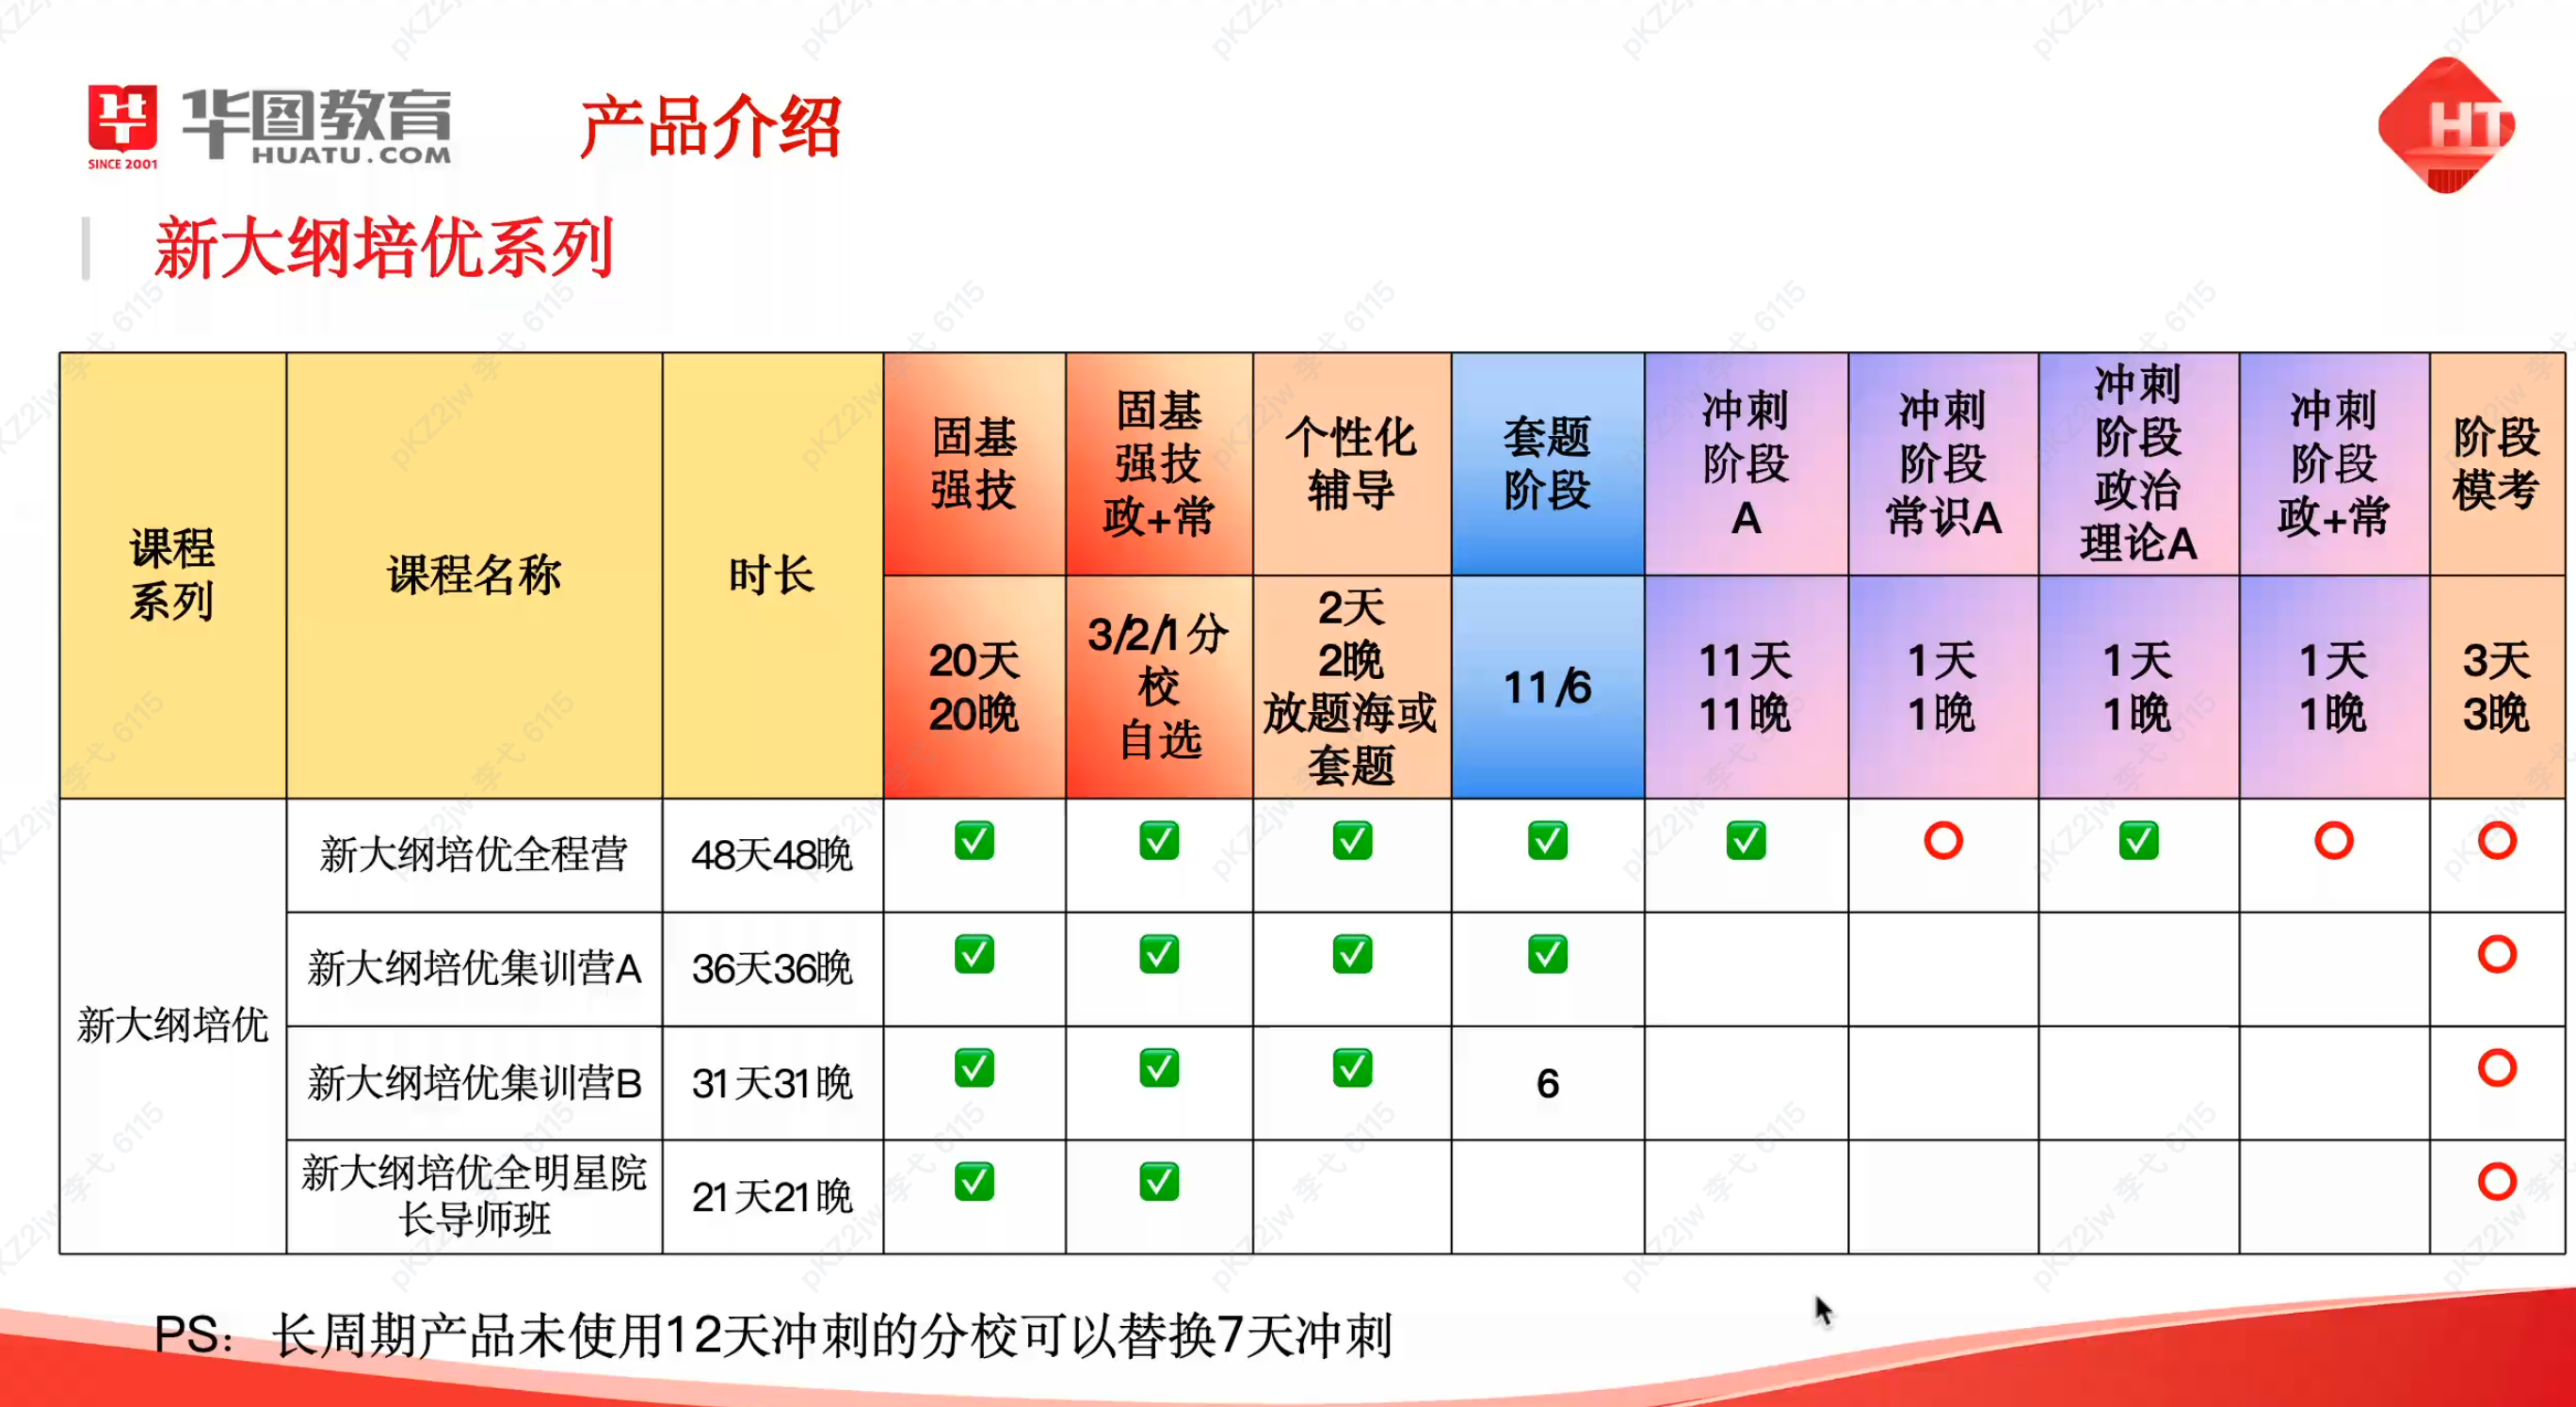 华图教育
HUATU.COM
SINCE 2001
产品介绍
HT
新大纲培优系列
课程
系列
课程名称
时长
固基
强技
固基
强技
政+常
个性化
辅导
套题
阶段
冲刺
阶段
A
冲刺
阶段
常识A
冲刺
阶段
政治
理论A
冲刺
阶段
政+常
阶段
模考
20天
20晚
3/2/1分
校
自选
2天
2晚
放题海或
套题
11/6
11天
11晚
1天
1晚
1天
1晚
1天
1晚
3天
3晚
新大纲培优
新大纲培优全程营
48天48晚
新大纲培优集训营A
36天36晚
新大纲培优集训营B
31天31晚
6
新大纲培优全明星院
长导师班
21天21晚
PS：长周期产品未使用12天冲刺的分校可以替换7天冲刺
pKZ2jw 李弋 6115